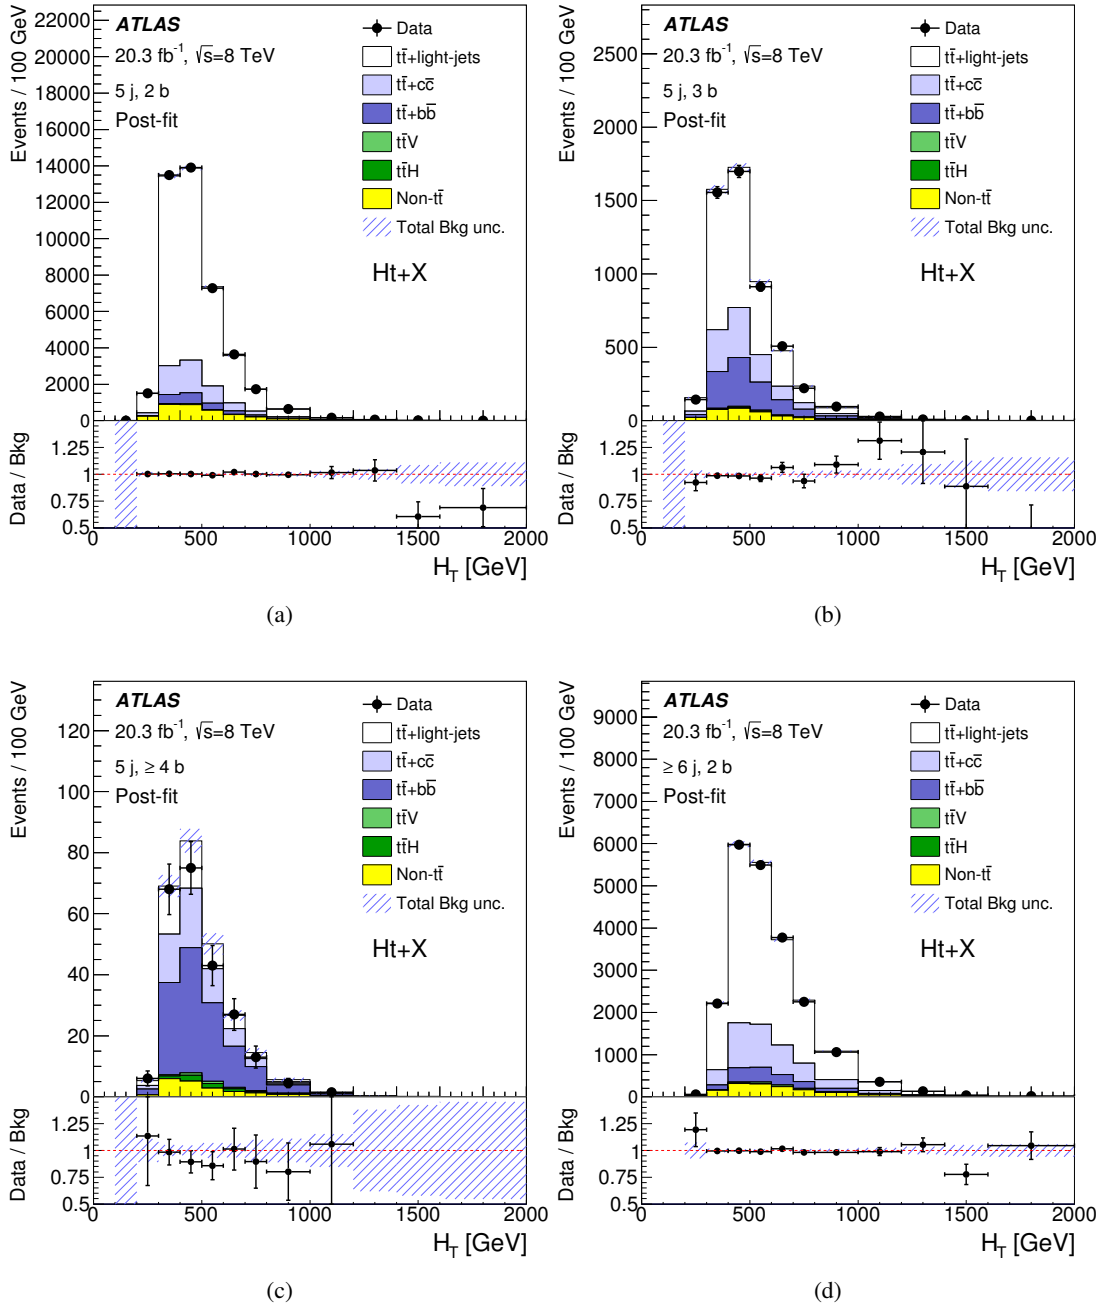 Events / 100 GeV
22000
20000
18000
16000
14000
12000
10000
8000
6000
4000
2000
0
ATLAS
20.3 fb⁻¹, √s=8 TeV
5 j, 2 b
Post-fit
Data
tt̄+light-jets
tt̄+cc̄
tt̄+bb̄
tt̄V
tt̄H
Non-tt̄
Total Bkg unc.
Ht+X
Data / Bkg
1.25
1
0.75
0.5
0 500 1000 1500 2000
H_T [GeV]
(a)
Events / 100 GeV
2500
2000
1500
1000
500
0
ATLAS
20.3 fb⁻¹, √s=8 TeV
5 j, 3 b
Post-fit
Data
tt̄+light-jets
tt̄+cc̄
tt̄+bb̄
tt̄V
tt̄H
Non-tt̄
Total Bkg unc.
Ht+X
Data / Bkg
1.25
1
0.75
0.5
0 500 1000 1500 2000
H_T [GeV]
(b)
Events / 100 GeV
120
100
80
60
40
20
0
ATLAS
20.3 fb⁻¹, √s=8 TeV
5 j, ≥ 4 b
Post-fit
Data
tt̄+light-jets
tt̄+cc̄
tt̄+bb̄
tt̄V
tt̄H
Non-tt̄
Total Bkg unc.
Ht+X
Data / Bkg
1.25
1
0.75
0.5
0 500 1000 1500 2000
H_T [GeV]
(c)
Events / 100 GeV
9000
8000
7000
6000
5000
4000
3000
2000
1000
0
ATLAS
20.3 fb⁻¹, √s=8 TeV
≥ 6 j, 2 b
Post-fit
Data
tt̄+light-jets
tt̄+cc̄
tt̄+bb̄
tt̄V
tt̄H
Non-tt̄
Total Bkg unc.
Ht+X
Data / Bkg
1.25
1
0.75
0.5
0 500 1000 1500 2000
H_T [GeV]
(d)